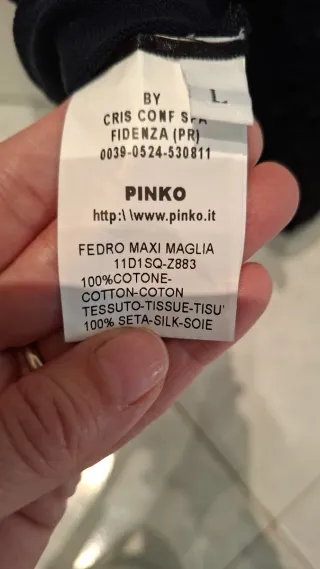 L
BY
CRIS CONF SPA
FIDENZA (PR)
0039-0524-530811
PINKO
http:\ \www.pinko.it
FEDRO MAXI MAGLIA
11D1SQ-Z883
100%COTONE-
COTTON-COTON
TESSUTO-TISSUE-TISU'
100% SETA-SILK-SOIE